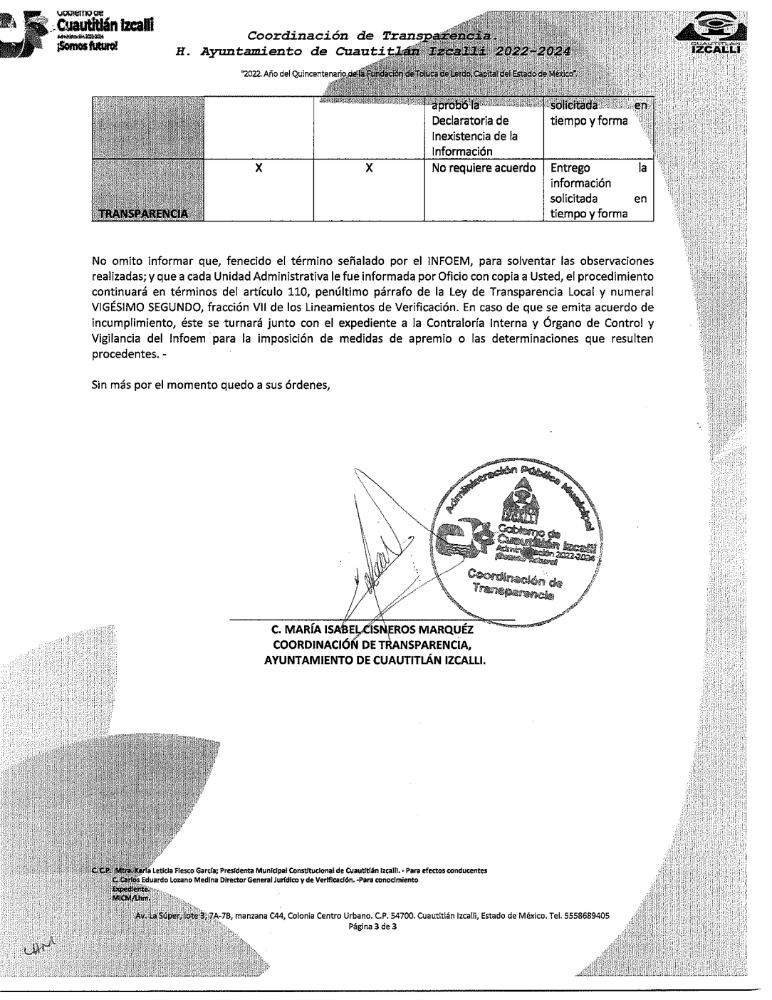 Gobierno de
Cuautitlán Izcalli
Administración 2022-2024
¡Somos futuro!
Coordinación de Transparencia.
H. Ayuntamiento de Cuautitlán Izcalli 2022-2024
CUAUTITLAN
IZCALLI
"2022. Año del Quincentenario de la Fundación de Toluca de Lerdo, Capital del Estado de México".
aprobó la
Declaratoria de
Inexistencia de la
Información
solicitada en
tiempo y forma
TRANSPARENCIA
X
X
No requiere acuerdo
Entrego la
información
solicitada en
tiempo y forma
No omito informar que, fenecido el término señalado por el INFOEM, para solventar las observaciones
realizadas; y que a cada Unidad Administrativa le fue informada por Oficio con copia a Usted, el procedimiento
continuará en términos del artículo 110, penúltimo párrafo de la Ley de Transparencia Local y numeral
VIGÉSIMO SEGUNDO, fracción VII de los Lineamientos de Verificación. En caso de que se emita acuerdo de
incumplimiento, éste se turnará junto con el expediente a la Contraloría Interna y Órgano de Control y
Vigilancia del Infoem para la imposición de medidas de apremio o las determinaciones que resulten
procedentes. -
Sin más por el momento quedo a sus órdenes,
Administración Pública Municipal
IZCALLI
Gobierno de
Cuautitlán Izcalli
Administración 2022-2024
¡Somos futuro!
Coordinación de
Transparencia
C. MARÍA ISABEL CISNEROS MARQUÉZ
COORDINACIÓN DE TRANSPARENCIA,
AYUNTAMIENTO DE CUAUTITLÁN IZCALLI.
C. C.P. Mtra. Karla Leticia Fiesco García; Presidenta Municipal Constitucional de Cuautitlán Izcalli. - Para efectos conducentes
C. Carlos Eduardo Lozano Medina Director General Jurídico y de Verificación. -Para conocimiento
Expediente.
MICM/Lhm.
Av. La Súper, lote 3, 7A-7B, manzana C44, Colonia Centro Urbano. C.P. 54700. Cuautitlán Izcalli, Estado de México. Tel. 5558689405
Página 3 de 3
LHM